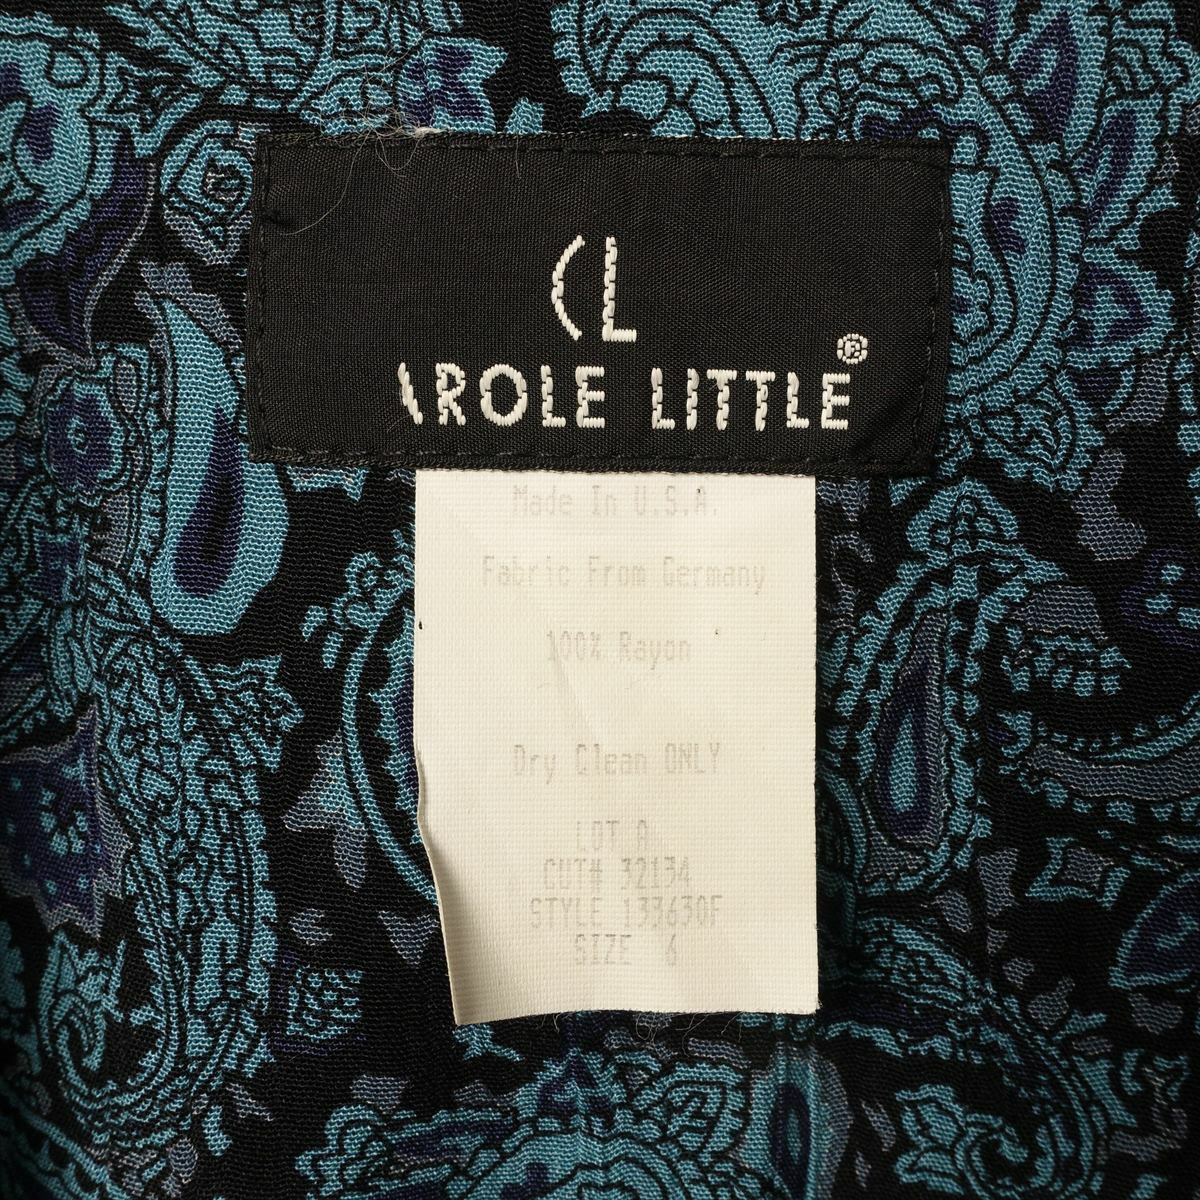 CL
AROLE LITTLE®
Made In U.S.A.
Fabric From Germany
100% Rayon
Dry Clean ONLY
LOT A
CUT# 32134
STYLE 133630F
SIZE 6